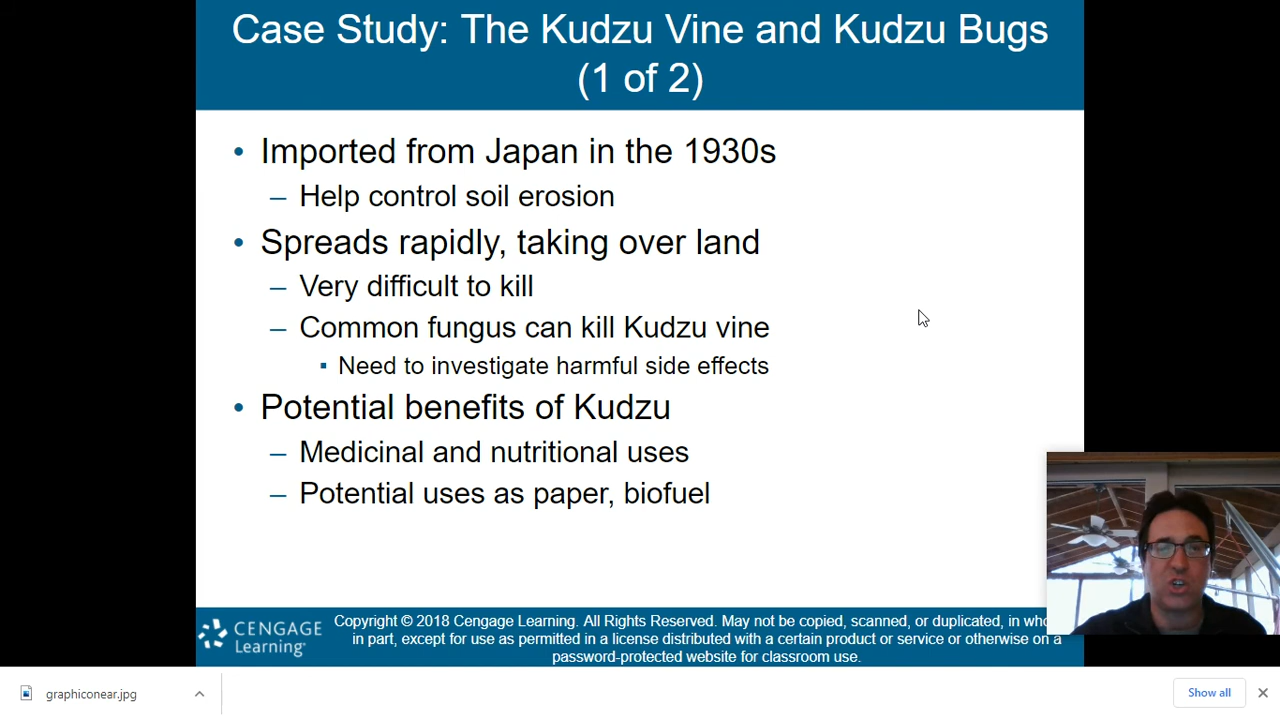 Case Study: The Kudzu Vine and Kudzu Bugs
(1 of 2)
• Imported from Japan in the 1930s
– Help control soil erosion
• Spreads rapidly, taking over land
– Very difficult to kill
– Common fungus can kill Kudzu vine
▪ Need to investigate harmful side effects
• Potential benefits of Kudzu
– Medicinal and nutritional uses
– Potential uses as paper, biofuel
CENGAGE
Learning™
Copyright © 2018 Cengage Learning. All Rights Reserved. May not be copied, scanned, or duplicated, in
in part, except for use as permitted in a license distributed with a certain product or service or otherwise on a
password-protected website for classroom use.
graphiconear.jpg
Show all